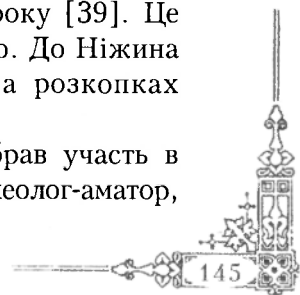 року [39]. Це
о. До Ніжина
а розкопках
брав участь в
хеолог-аматор,
145